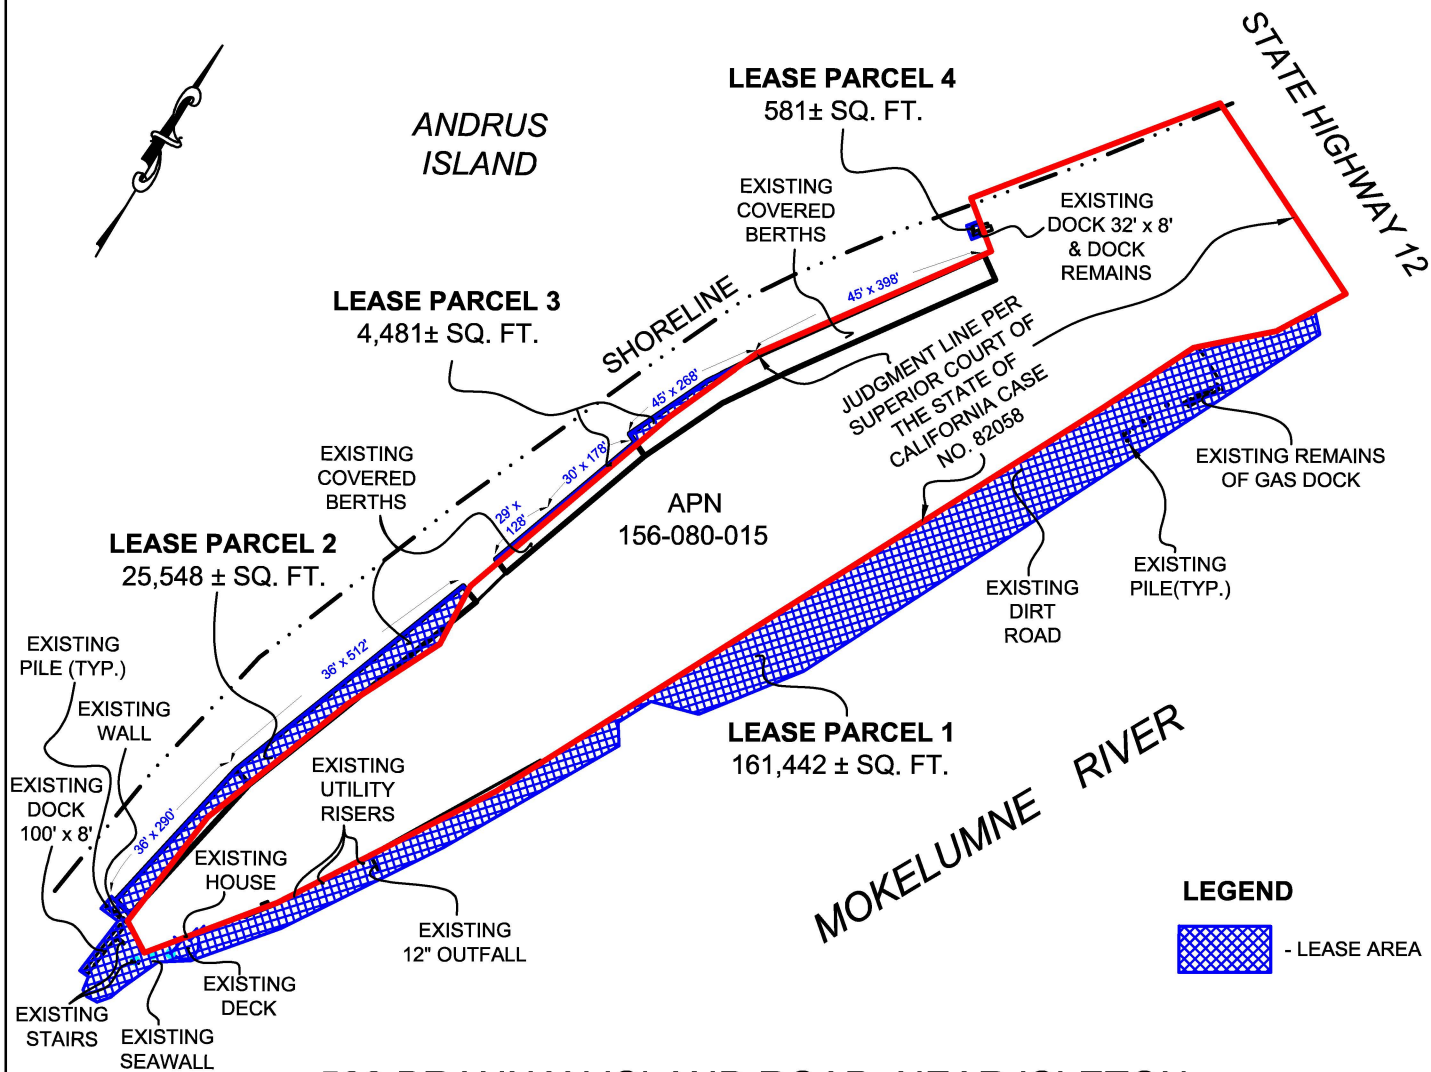 STATE HIGHWAY 12
LEASE PARCEL 4
581± SQ. FT.
ANDRUS
ISLAND
EXISTING
COVERED
BERTHS
EXISTING
DOCK 32' x 8'
& DOCK
REMAINS
45' x 398'
LEASE PARCEL 3
4,481± SQ. FT.
SHORELINE
JUDGMENT LINE PER
SUPERIOR COURT OF
THE STATE OF
CALIFORNIA CASE
NO. 82058
45' x 268'
30' x 178'
29' x
128'
EXISTING
COVERED
BERTHS
APN
156-080-015
EXISTING REMAINS
OF GAS DOCK
EXISTING
PILE(TYP.)
EXISTING
DIRT
ROAD
LEASE PARCEL 2
25,548 ± SQ. FT.
36' x 512'
EXISTING
PILE (TYP.)
EXISTING
WALL
EXISTING
DOCK
100' x 8'
36' x 290'
EXISTING
UTILITY
RISERS
LEASE PARCEL 1
161,442 ± SQ. FT.
MOKELUMNE RIVER
EXISTING
HOUSE
EXISTING
12" OUTFALL
LEGEND
- LEASE AREA
EXISTING
DECK
EXISTING
STAIRS
EXISTING
SEAWALL